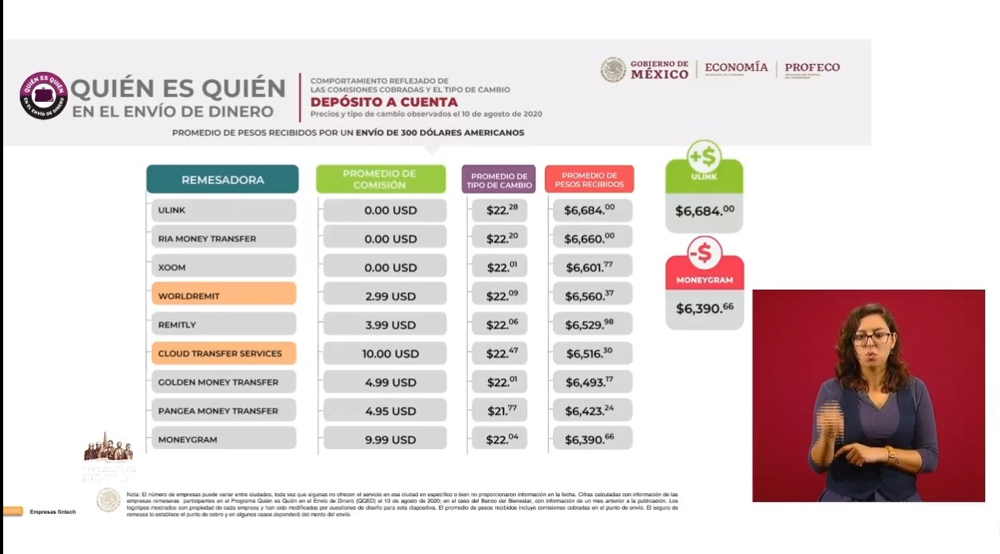 QUIÉN ES QUIÉN
EN EL ENVÍO DE DINERO
QUIÉN ES QUIÉN
EN EL ENVÍO DE DINERO
COMPORTAMIENTO REFLEJADO DE
LAS COMISIONES COBRADAS Y EL TIPO DE CAMBIO
DEPÓSITO A CUENTA
Precios y tipo de cambio observados el 10 de agosto de 2020
GOBIERNO DE
MÉXICO
ECONOMÍA
PROFECO
PROMEDIO DE PESOS RECIBIDOS POR UN ENVÍO DE 300 DÓLARES AMERICANOS
REMESADORA
PROMEDIO DE
COMISIÓN
PROMEDIO DE
TIPO DE CAMBIO
PROMEDIO DE
PESOS RECIBIDOS
ULINK 0.00 USD $22.28 $6,684.00
RIA MONEY TRANSFER 0.00 USD $22.20 $6,660.00
XOOM 0.00 USD $22.01 $6,601.77
WORLDREMIT 2.99 USD $22.09 $6,560.37
REMITLY 3.99 USD $22.06 $6,529.98
CLOUD TRANSFER SERVICES 10.00 USD $22.47 $6,516.30
GOLDEN MONEY TRANSFER 4.99 USD $22.01 $6,493.17
PANGEA MONEY TRANSFER 4.95 USD $21.77 $6,423.24
MONEYGRAM 9.99 USD $22.04 $6,390.66
+$
ULINK
$6,684.00
-$
MONEYGRAM
$6,390.66
Nota: El número de empresas puede variar entre ciudades, toda vez que algunas no ofrecen el servicio en esa ciudad en específico o bien no proporcionaron información en la fecha. Cifras calculadas con información de las
empresas remeseras participantes en el Programa Quién es Quién en el Envío de Dinero (QQED) el 10 de agosto de 2020; en el caso del Banco del Bienestar, con información de un mes anterior a la publicación. Los
logotipos mostrados son propiedad de cada empresa y han sido modificados por cuestiones de diseño para esta diapositiva. El promedio de pesos recibidos incluye comisiones cobradas en el punto de envío. El seguro de
remesas lo establece el punto de cobro y en algunos casos dependerá del monto del envío.
Empresas fintech